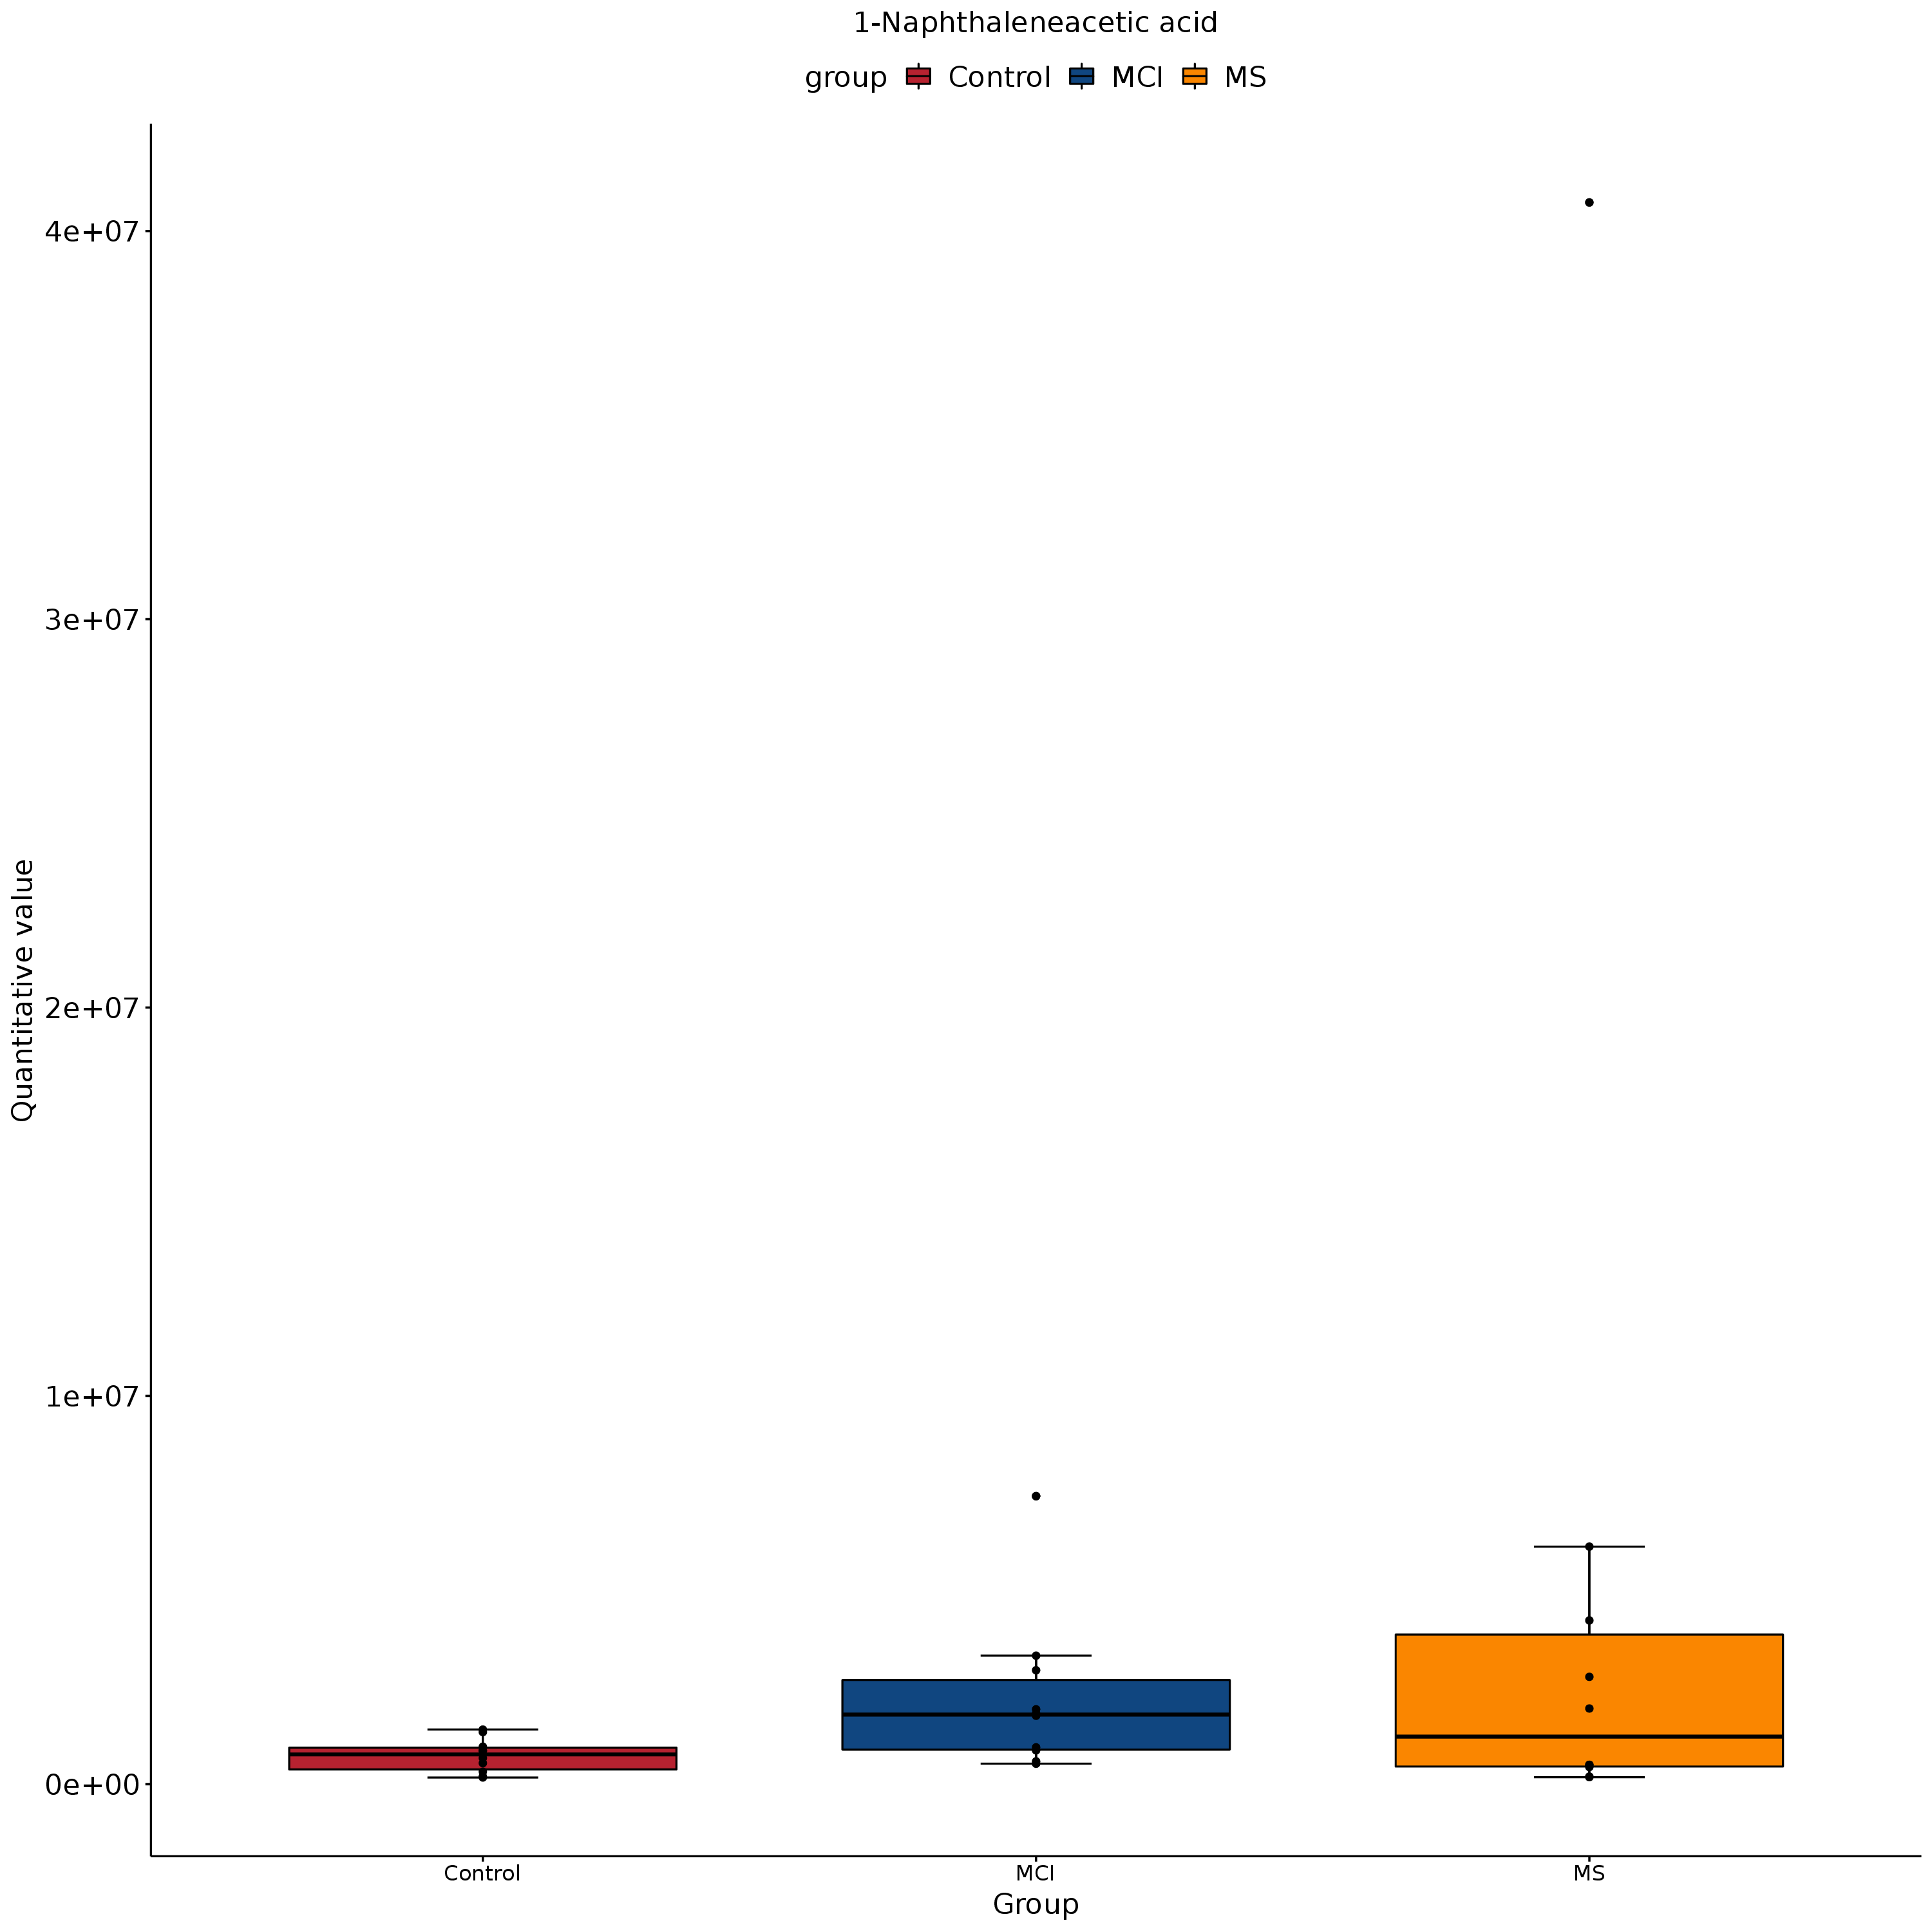 1-Naphthaleneacetic acid
group Control MCI MS
4e+07
3e+07
2e+07
1e+07
0e+00
Quantitative value
Control MCI MS
Group